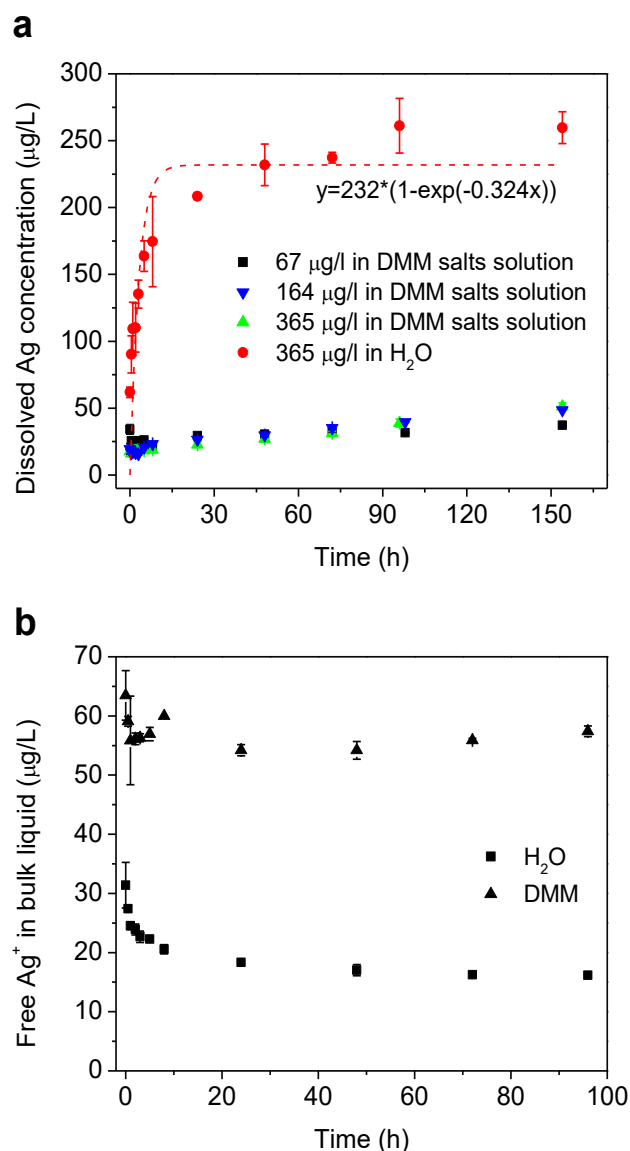 a
300
250
200
150
100
50
0
Dissolved Ag concentration (µg/L)
y=232*(1-exp(-0.324x))
67 µg/l in DMM salts solution
164 µg/l in DMM salts solution
365 µg/l in DMM salts solution
365 µg/l in H₂O
0 30 60 90 120 150
Time (h)
b
70
60
50
40
30
20
10
0
Free Ag⁺ in bulk liquid (µg/L)
H₂O
DMM
0 20 40 60 80 100
Time (h)